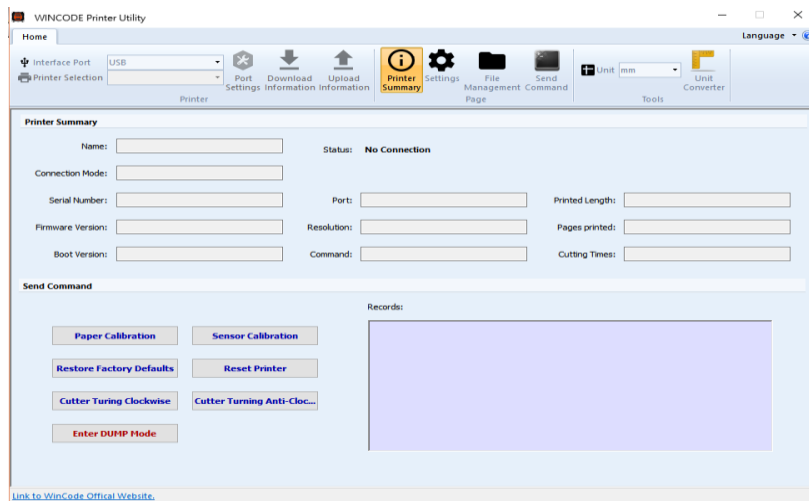 WINCODE Printer Utility
Home
Language
Interface Port USB
Printer Selection
Port Settings
Download Information
Upload Information
Printer Summary
Settings
File Management
Send Command
Unit mm
Unit Converter
Printer
Page
Tools
Printer Summary
Name:
Status: No Connection
Connection Mode:
Serial Number:
Port:
Printed Length:
Firmware Version:
Resolution:
Pages printed:
Boot Version:
Command:
Cutting Times:
Send Command
Records:
Paper Calibration
Sensor Calibration
Restore Factory Defaults
Reset Printer
Cutter Turing Clockwise
Cutter Turning Anti-Cloc...
Enter DUMP Mode
Link to WinCode Offical Website.